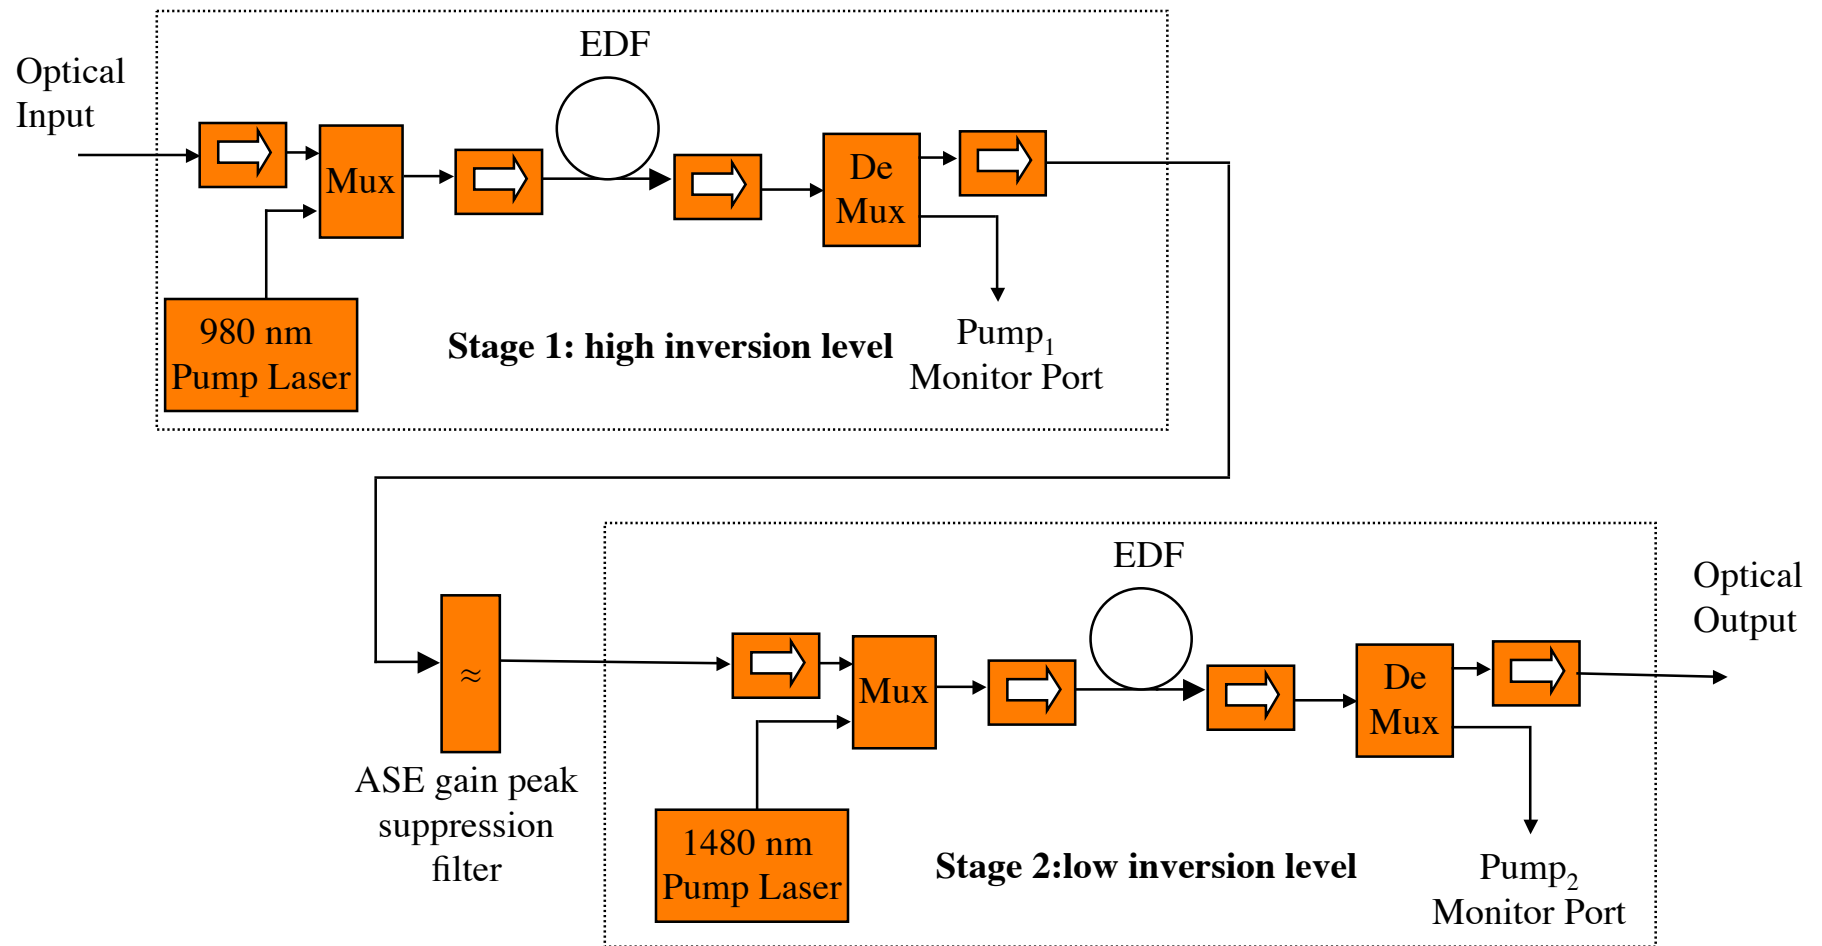 EDF
Optical
Input
Mux
De
Mux
980 nm
Pump Laser
Stage 1: high inversion level
Pump₁
Monitor Port
EDF
Optical
Output
≈
Mux
De
Mux
ASE gain peak
suppression
filter
1480 nm
Pump Laser
Stage 2:low inversion level
Pump₂
Monitor Port